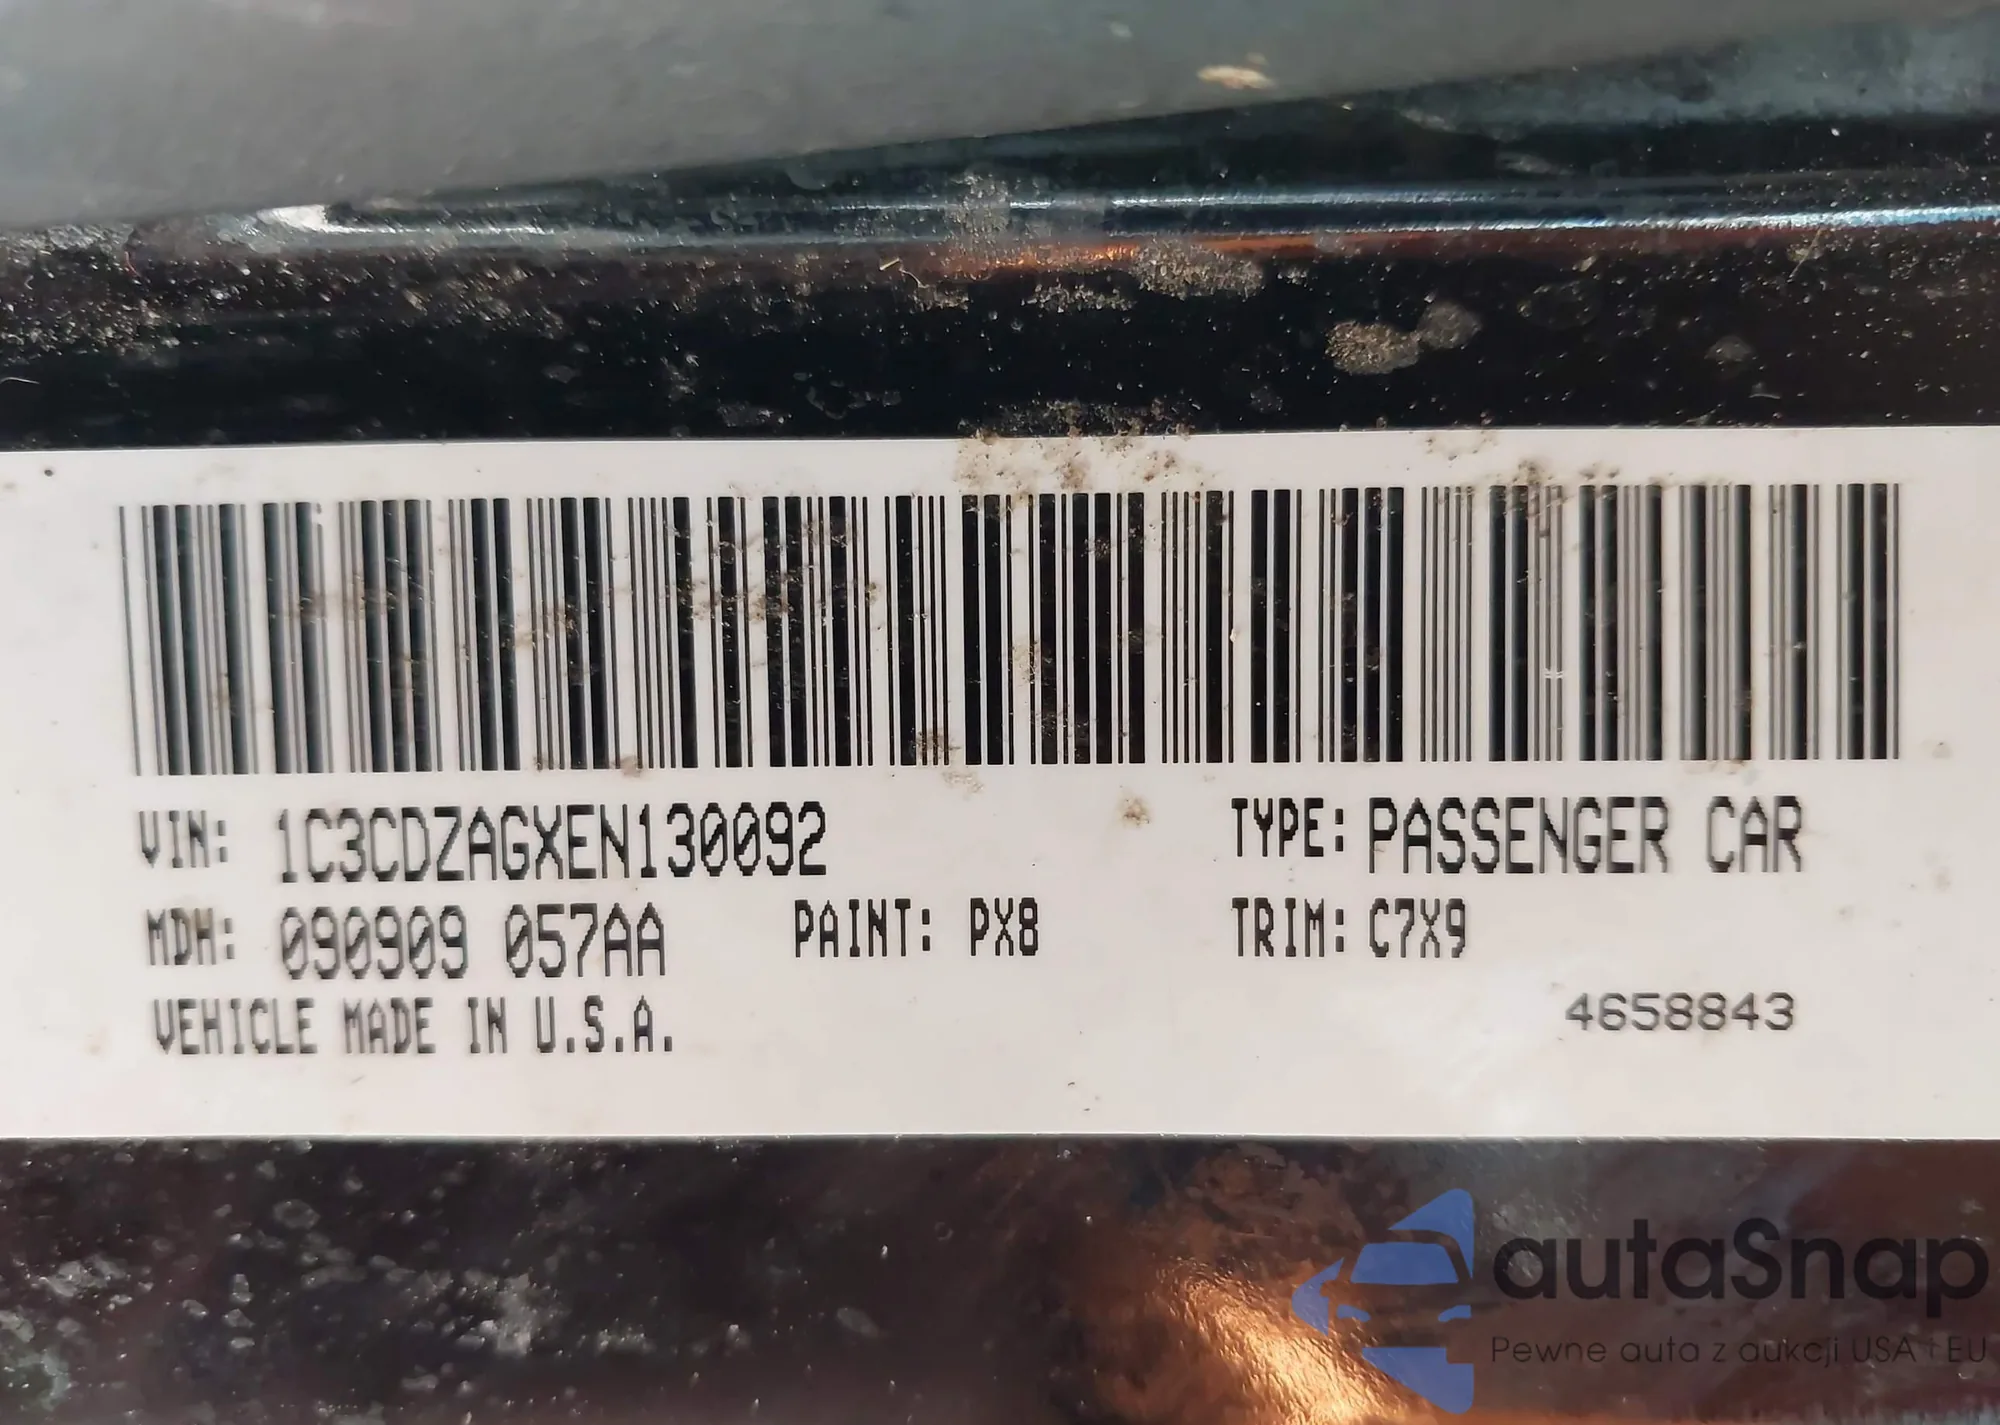 VIN: 1C3CDZAGXEN130092 TYPE: PASSENGER CAR
MDH: 090909 057AA PAINT: PX8 TRIM: C7X9
VEHICLE MADE IN U.S.A. 4658843
autaSnap
Pewne auta z aukcji USA i EU